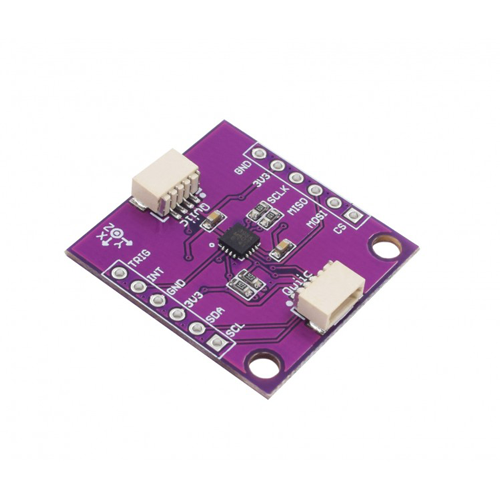 GND
3V3
SCLK
MISO
MOSI
CS
Qwiic
Z
X
Y
TRIG
INT
GND
3V3
SDA
SCL
Qwiic